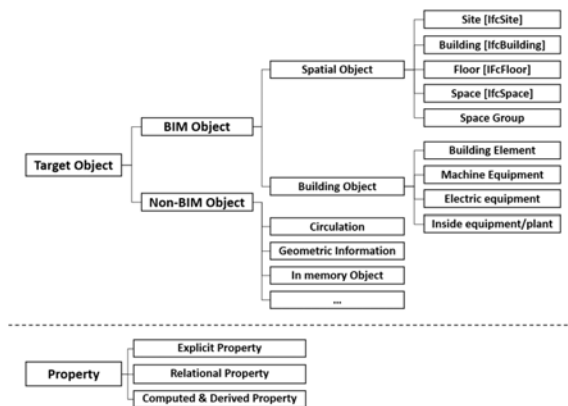 Site [IfcSite]
Building [IfcBuilding]
Spatial Object
Floor [IFcFloor]
Space [IfcSpace]
BIM Object
Space Group
Building Element
Target Object
Machine Equipment
Building Object
Non-BIM Object
Electric equipment
Circulation
Inside equipment/plant
Geometric Information
In memory Object
...
Explicit Property
Property
Relational Property
Computed & Derived Property